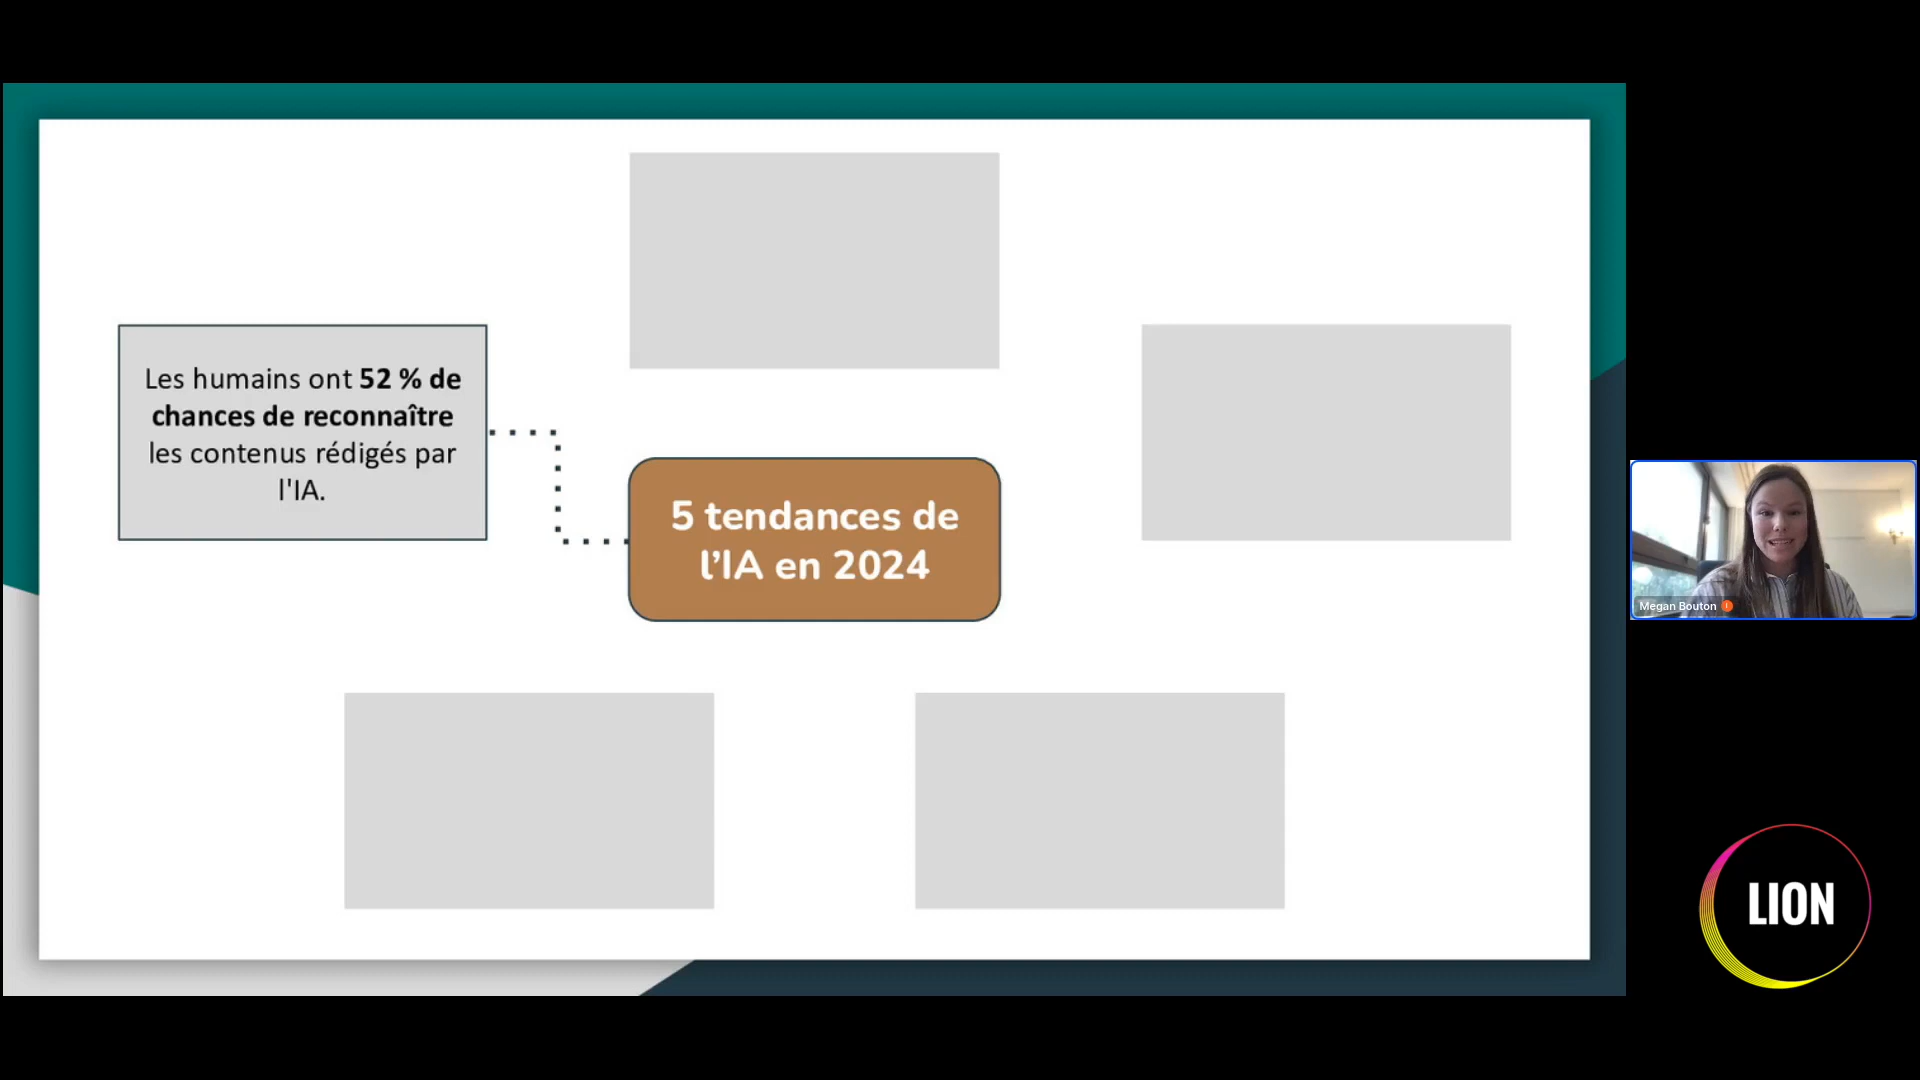 Les humains ont 52 % de
chances de reconnaître
les contenus rédigés par
l'IA.
5 tendances de
l’IA en 2024
Megan Bouton
LION